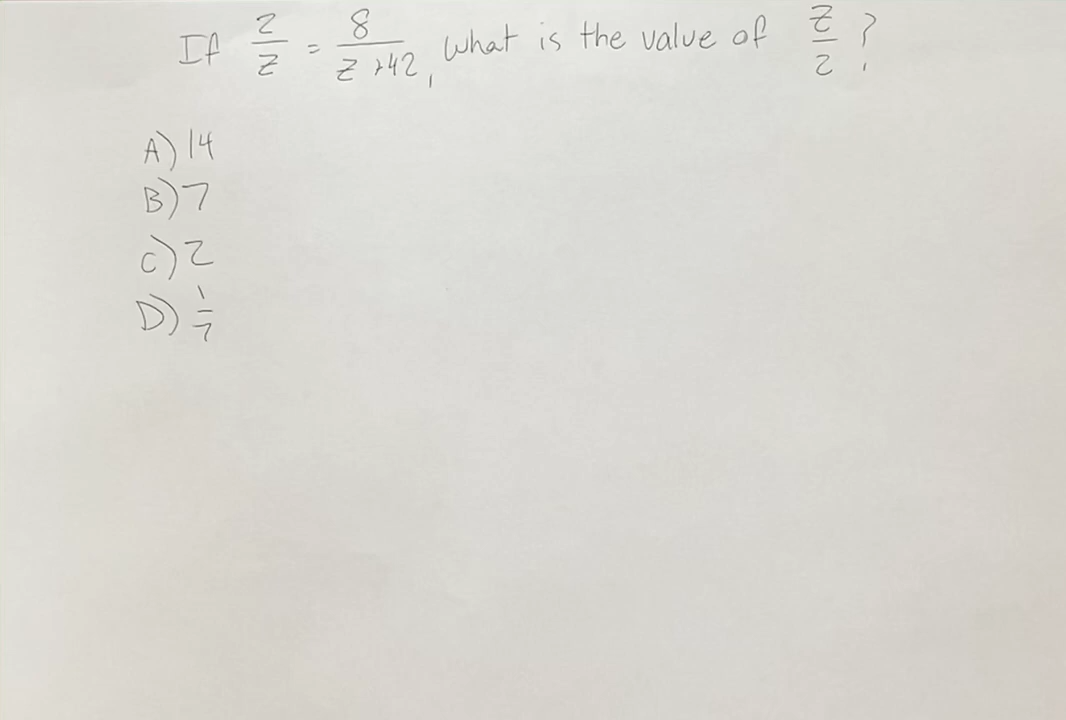 If 2/z = 8/(z+42), what is the value of z/2?
A) 14
B) 7
C) 2
D) 1/7